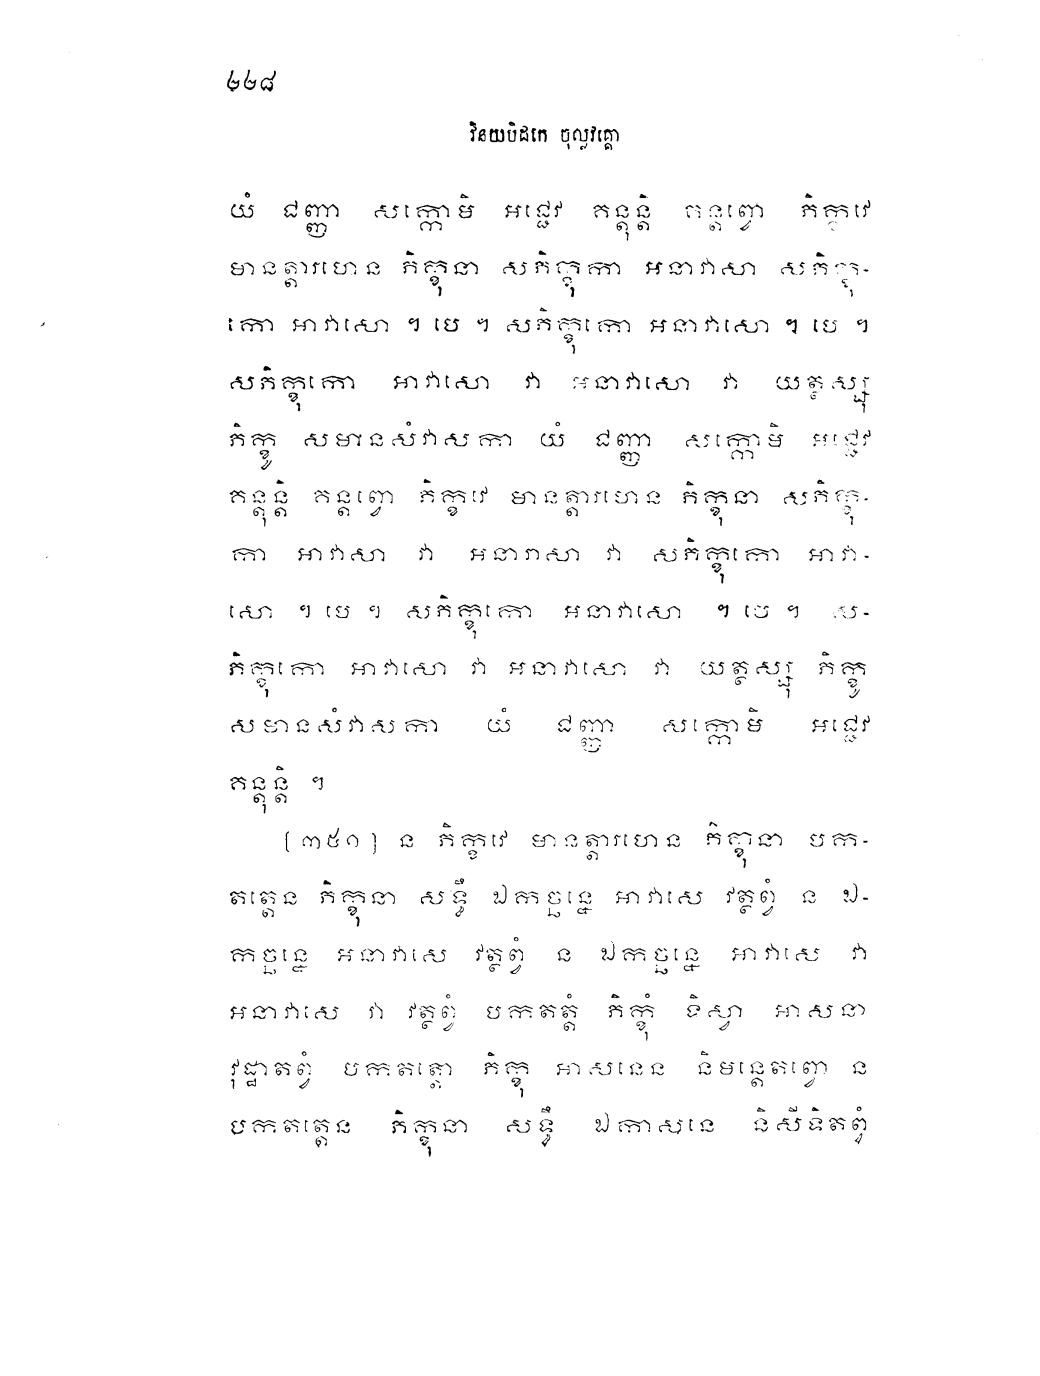 ២២៨
វិនយបិដកេ ចុល្លវគ្គោ
យំ ជញ្ញា សក្កោមិ អជ្ជេវ គន្តុន្តិ គន្តព្វោ ភិក្ខវេ
មានត្តារហេន ភិក្ខុនា សភិក្ខុកា អនាវាសា សភិក្ខុ-
កោ អាវាសោ ។ បេ ។ សភិក្ខុកោ អនាវាសោ ។ បេ ។
សភិក្ខុកោ អាវាសោ វា អនាវាសោ វា យត្ថស្សុ
ភិក្ខូ សមានសំវាសកា យំ ជញ្ញា សក្កោមិ អជ្ជេវ
គន្តុន្តិ គន្តព្វោ ភិក្ខវេ មានត្តារហេន ភិក្ខុនា សភិក្ខុ-
កា អាវាសា វា អនាវាសា វា សភិក្ខុកោ អាវា-
សោ ។ បេ ។ សភិក្ខុកោ អនាវាសោ ។ បេ ។ ស-
ភិក្ខុកោ អាវាសោ វា អនាវាសោ វា យត្ថស្សុ ភិក្ខូ
សមានសំវាសកា យំ ជញ្ញា សក្កោមិ អជ្ជេវ
គន្តុន្តិ ។
[៣៥១] ន ភិក្ខវេ មានត្តារហេន ភិក្ខុនា បក-
តត្តេន ភិក្ខុនា សទ្ធឹ ឯកច្ឆន្នេ អាវាសេ វត្ថព្វំ ន ឯ-
កច្ឆន្នេ អនាវាសេ វត្ថព្វំ ន ឯកច្ឆន្នេ អាវាសេ វា
អនាវាសេ វា វត្ថព្វំ បកតត្តំ ភិក្ខុំ ទិស្វា អាសនា
វុដ្ឋាតព្វំ បកតត្តោ ភិក្ខុ អាសនេន និមន្តេតព្វោ ន
បកតត្តេន ភិក្ខុនា សទ្ធឹ ឯកាសនេ និសីទិតព្វំ